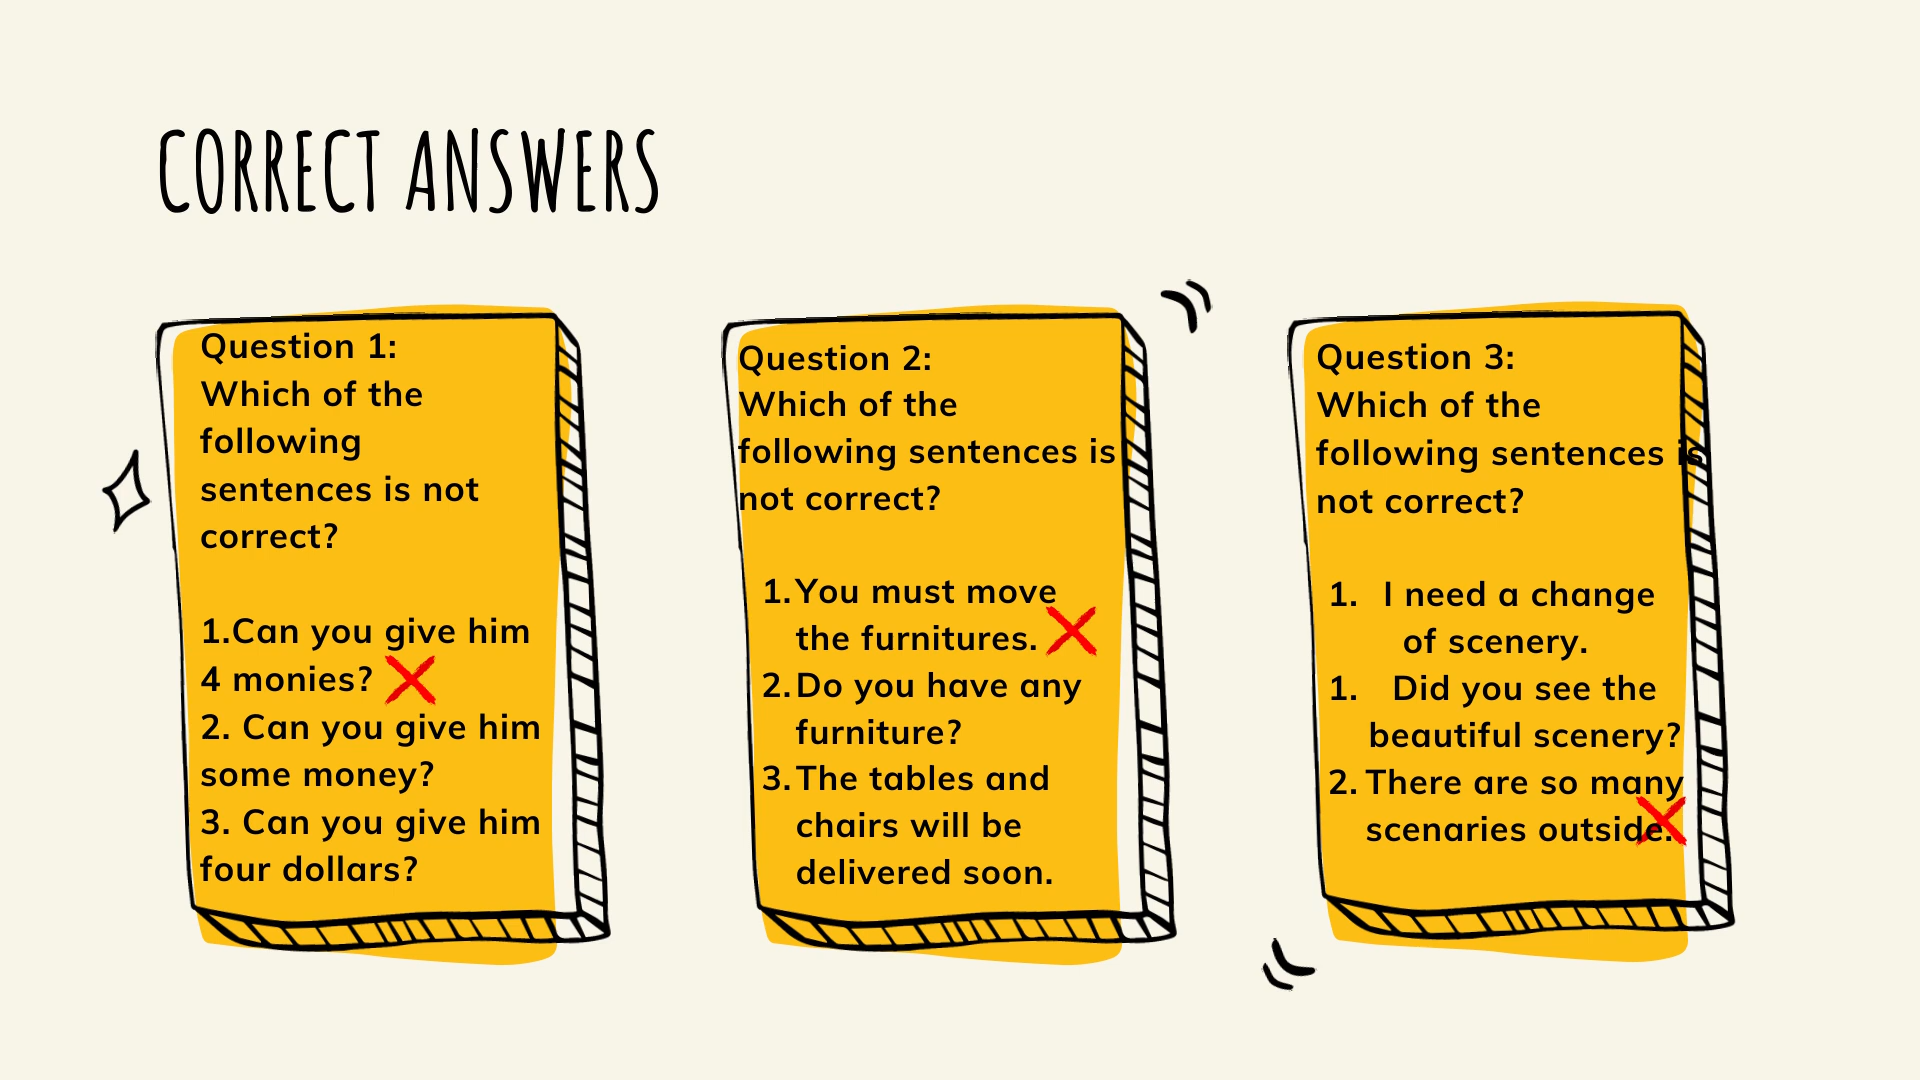 CORRECT ANSWERS
Question 1:
Which of the
following
sentences is not
correct?
1.Can you give him
4 monies?
2. Can you give him
some money?
3. Can you give him
four dollars?
Question 2:
Which of the
following sentences is
not correct?
1. You must move
the furnitures.
2. Do you have any
furniture?
3. The tables and
chairs will be
delivered soon.
Question 3:
Which of the
following sentences is
not correct?
1. I need a change
of scenery.
1. Did you see the
beautiful scenery?
2. There are so many
scenaries outside.